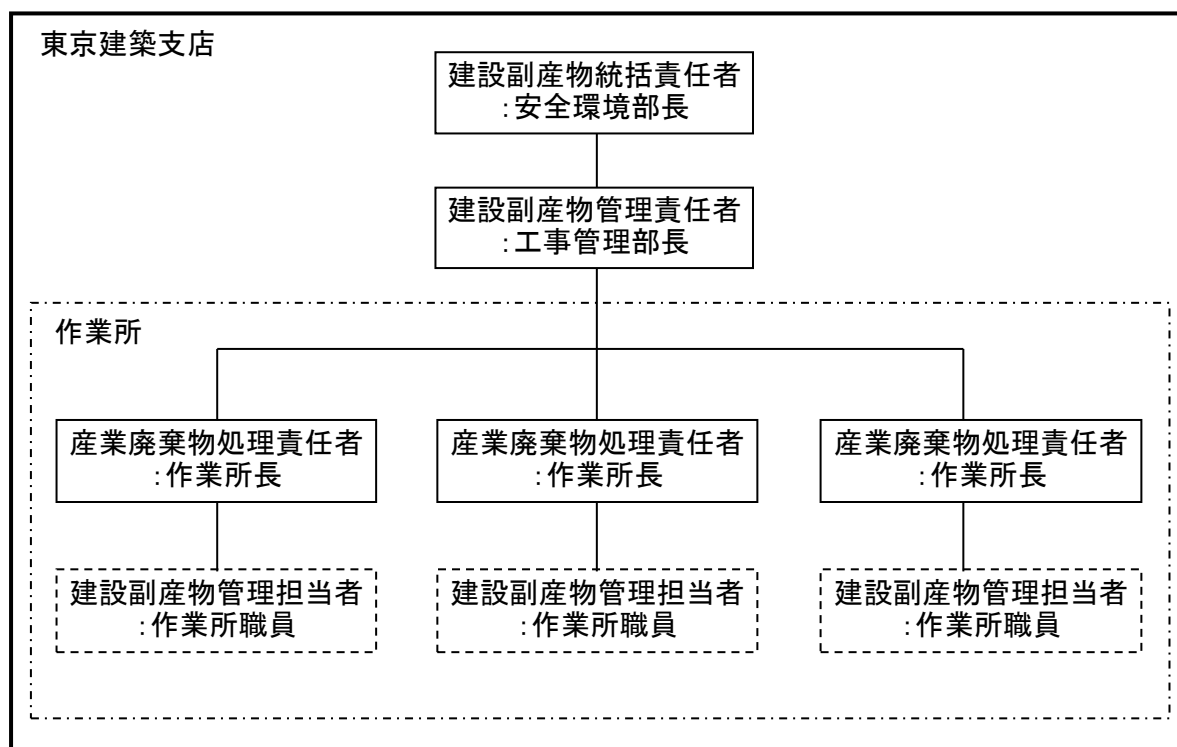 東京建築支店
建設副産物統括責任者
:安全環境部長
建設副産物管理責任者
:工事管理部長
作業所
産業廃棄物処理責任者
:作業所長
産業廃棄物処理責任者
:作業所長
産業廃棄物処理責任者
:作業所長
建設副産物管理担当者
:作業所職員
建設副産物管理担当者
:作業所職員
建設副産物管理担当者
:作業所職員